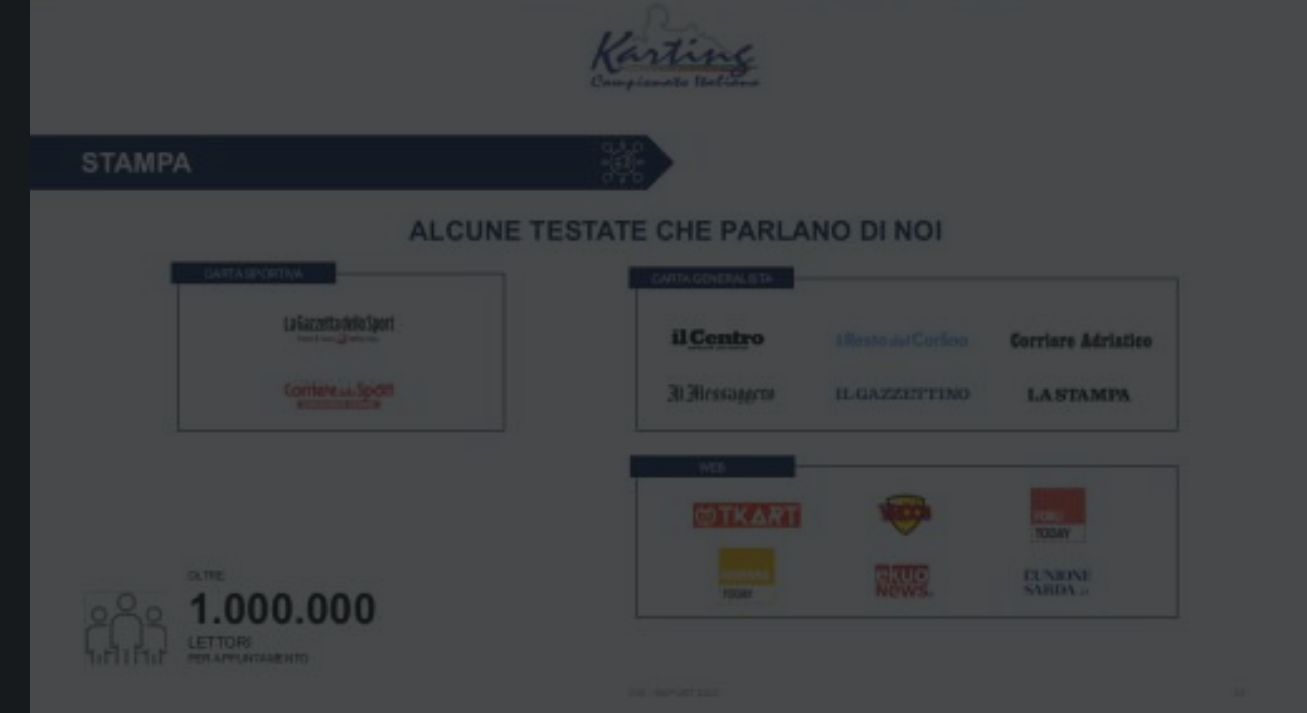 Karting
Campionato Italiano
STAMPA
ALCUNE TESTATE CHE PARLANO DI NOI
CARTA SPORTIVA
La Gazzetta dello Sport
Corriere dello Sport
CARTA GENERALISTA
il Centro
il Resto del Carlino
Corriere Adriatico
Il Messaggero
IL GAZZETTINO
LA STAMPA
WEB
TKART
TODAY
TODAY
ekuo
news
L'UNIONE
SARDA.it
OLTRE
1.000.000
LETTORI
PER APPUNTAMENTO